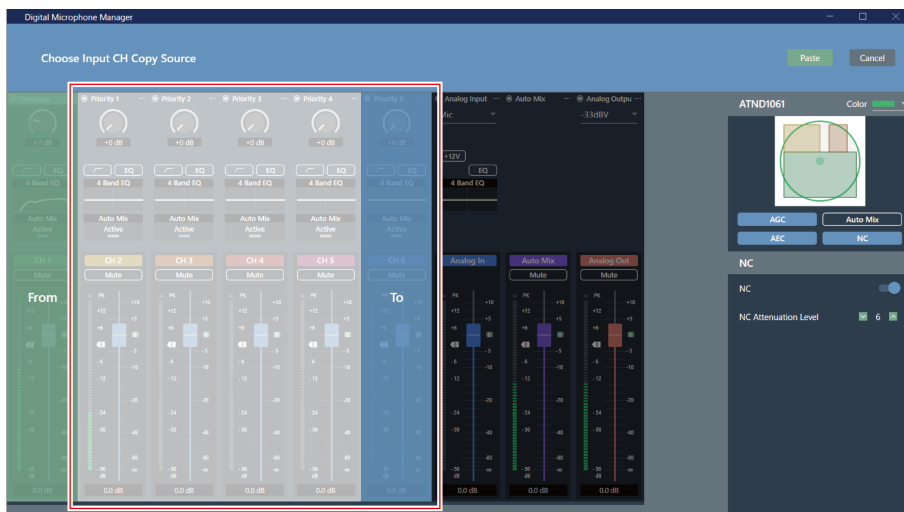 Digital Microphone Manager
Choose Input CH Copy Source
Paste Cancel
Priority 1 ··· Priority 2 ··· Priority 3 ··· Priority 4 ··· Priority 5 ··· Analog Input ··· Auto Mix ··· Analog Outpu ···
Mic -33dBV
+7 dB +0 dB +0 dB +0 dB +0 dB +0 dB
+12V
EQ EQ EQ EQ EQ EQ EQ
4 Band EQ 4 Band EQ 4 Band EQ 4 Band EQ 4 Band EQ 4 Band EQ 4 Band EQ
Auto Mix Auto Mix Auto Mix Auto Mix Auto Mix Auto Mix
Active Active Active Active Active Active
CH 1 CH 2 CH 3 CH 4 CH 5 CH 6 Analog In Auto Mix Analog Out
Mute Mute Mute Mute Mute Mute Mute Mute
From To
0.0 dB 0.0 dB 0.0 dB 0.0 dB 0.0 dB 0.0 dB 0.0 dB 0.0 dB 0.0 dB
ATND1061 Color
AGC Auto Mix
AEC NC
NC
NC
NC Attenuation Level 6